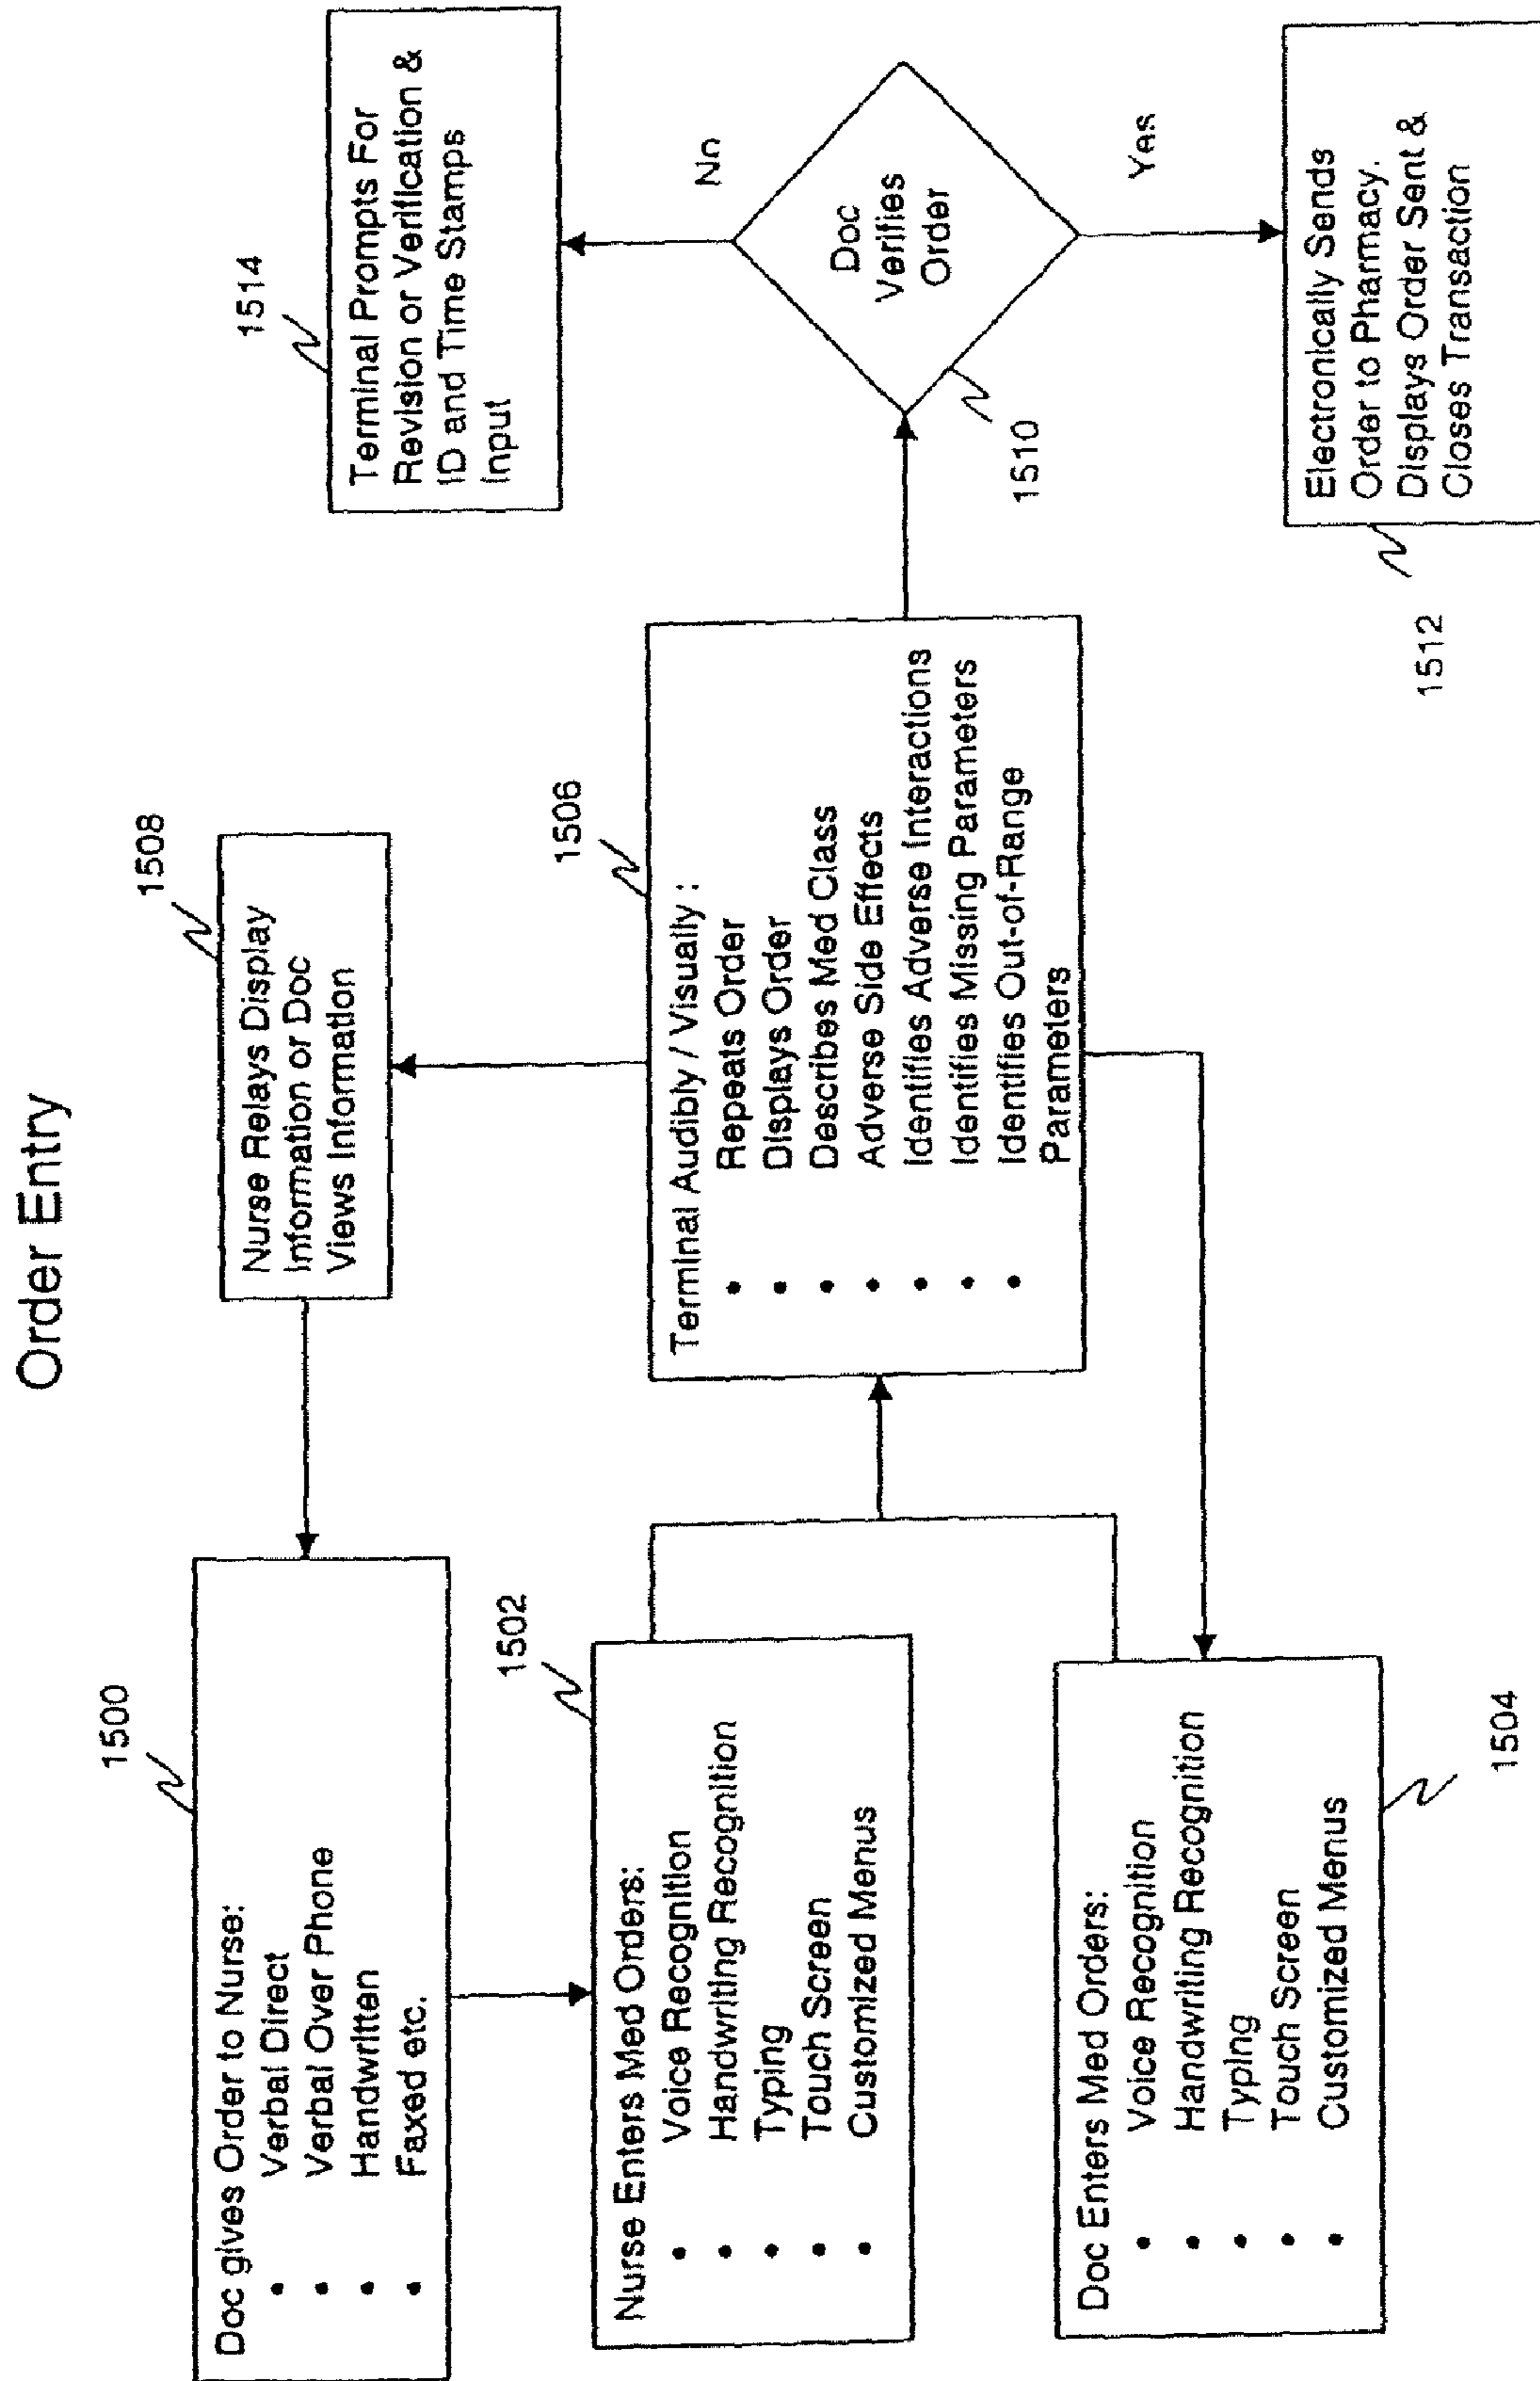 Order Entry
1500
Doc gives Order to Nurse:
• Verbal Direct
• Verbal Over Phone
• Handwritten
• Faxed etc.
1508
Nurse Relays Display
Information or Doc
Views Information
1514
Terminal Prompts For
Revision or Verification &
ID and Time Stamps
Input
1502
Nurse Enters Med Orders:
• Voice Recognition
• Handwriting Recognition
• Typing
• Touch Screen
• Customized Menus
1506
Terminal Audibly / Visually :
• Repeats Order
• Displays Order
• Describes Med Class
• Adverse Side Effects
• Identifies Adverse Interactions
• Identifies Missing Parameters
• Identifies Out-of-Range
Parameters
No
Doc
Verifies
Order
1510
Yes
Doc Enters Med Orders:
• Voice Recognition
• Handwriting Recognition
• Typing
• Touch Screen
• Customized Menus
1504
Electronically Sends
Order to Pharmacy.
Displays Order Sent &
Closes Transaction
1512